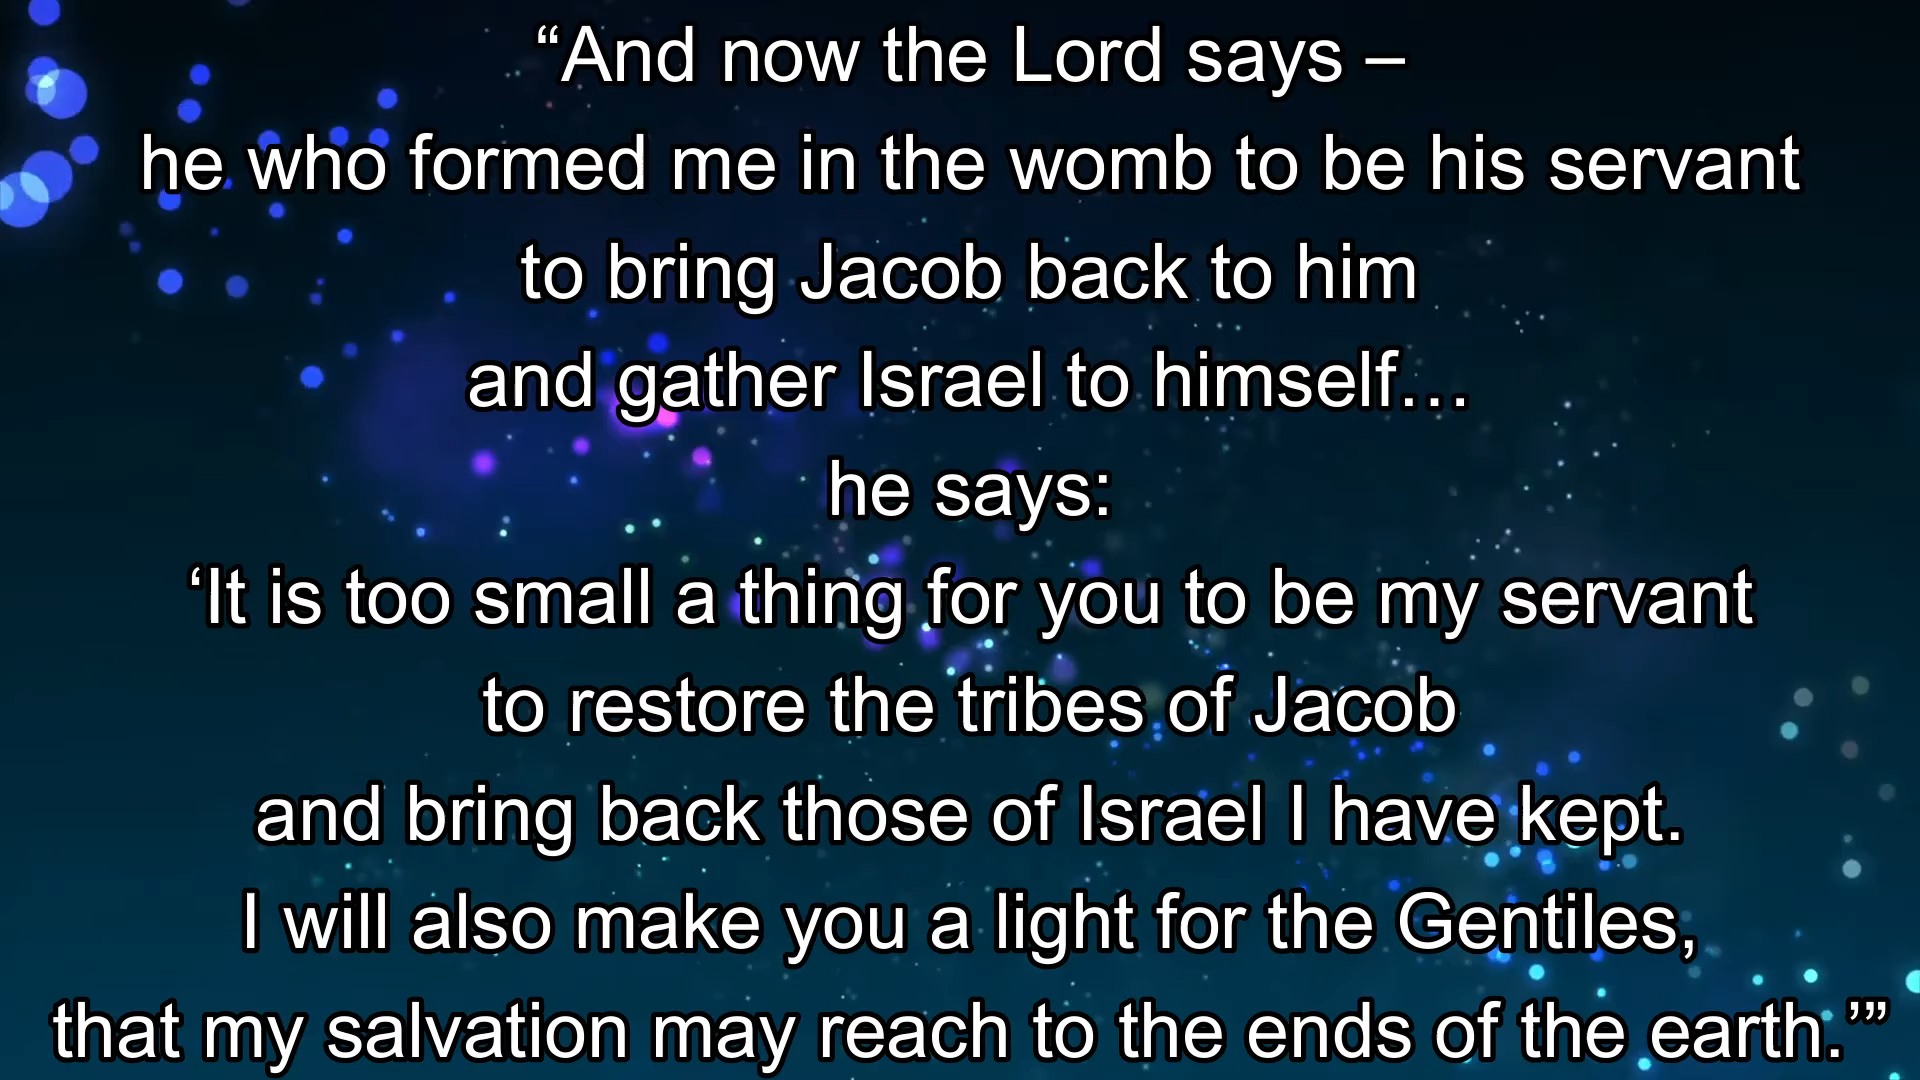 “And now the Lord says –
he who formed me in the womb to be his servant
to bring Jacob back to him
and gather Israel to himself…
he says:
‘It is too small a thing for you to be my servant
to restore the tribes of Jacob
and bring back those of Israel I have kept.
I will also make you a light for the Gentiles,
that my salvation may reach to the ends of the earth.’”